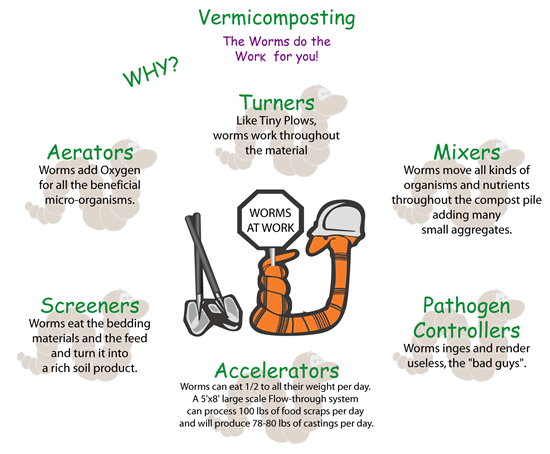 Vermicomposting
The Worms do the
Work for you!
WHY?
Turners
Like Tiny Plows,
worms work throughout
the material
Aerators
Worms add Oxygen
for all the beneficial
micro-organisms.
Mixers
Worms move all kinds of
organisms and nutrients
throughout the compost pile
adding many
small aggregates.
WORMS
AT WORK
Screeners
Worms eat the bedding
materials and the feed
and turn it into
a rich soil product.
Pathogen
Controllers
Worms inges and render
useless, the "bad guys".
Accelerators
Worms can eat 1/2 to all their weight per day.
A 5'x8' large scale Flow-through system
can process 100 lbs of food scraps per day
and will produce 78-80 lbs of castings per day.